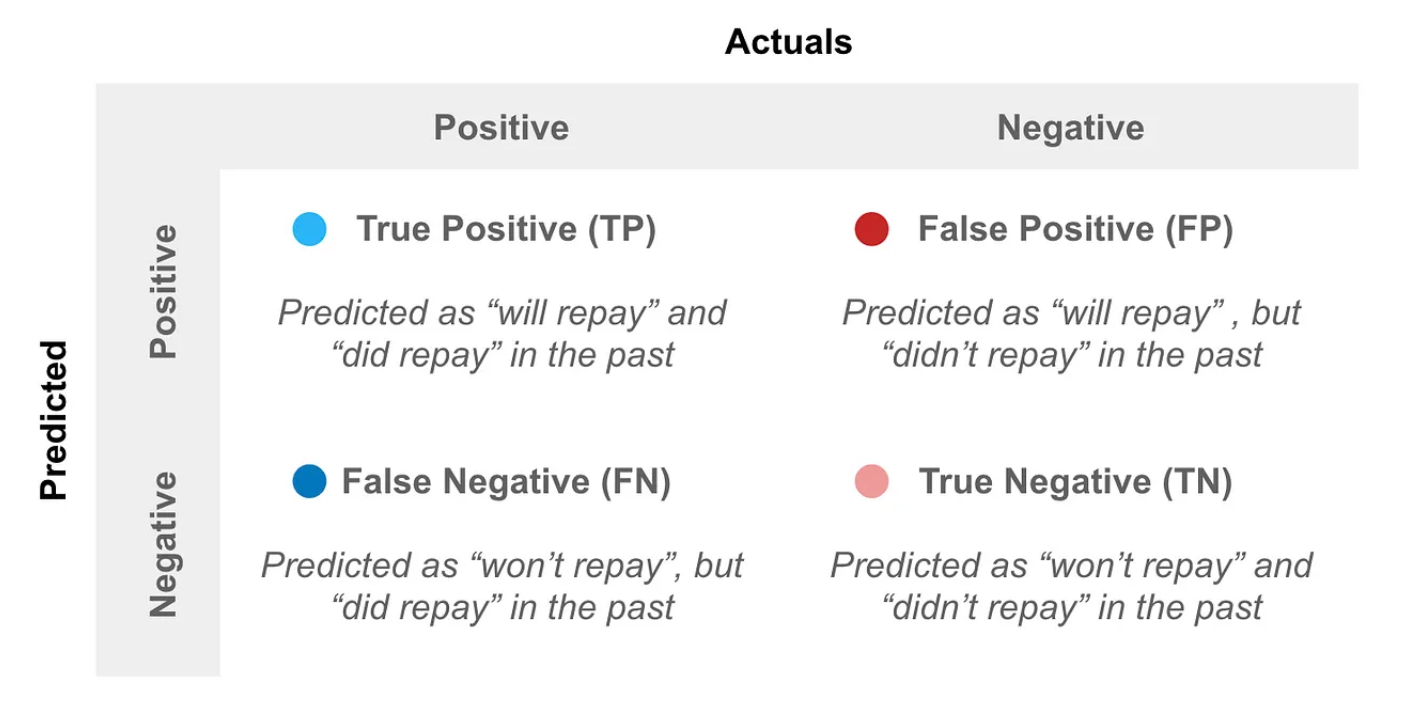 Actuals
Positive
Negative
Predicted
Positive
True Positive (TP)
Predicted as “will repay” and
“did repay” in the past
False Positive (FP)
Predicted as “will repay” , but
“didn’t repay” in the past
Negative
False Negative (FN)
Predicted as “won’t repay”, but
“did repay” in the past
True Negative (TN)
Predicted as “won’t repay” and
“didn’t repay” in the past